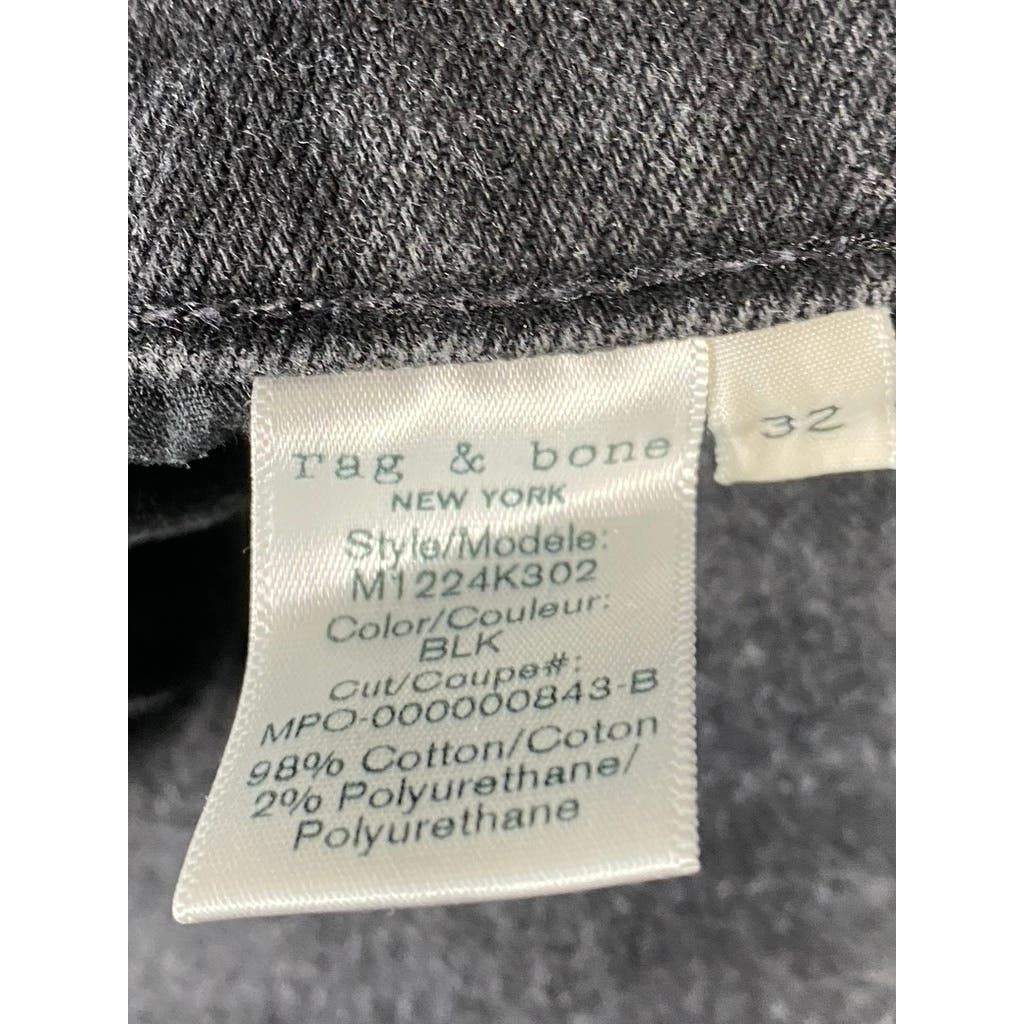 rag & bone
NEW YORK
Style/Modele:
M1224K302
Color/Couleur:
BLK
Cut/Coupe#:
MPO-000000843-B
98% Cotton/Coton
2% Polyurethane/
Polyurethane
32